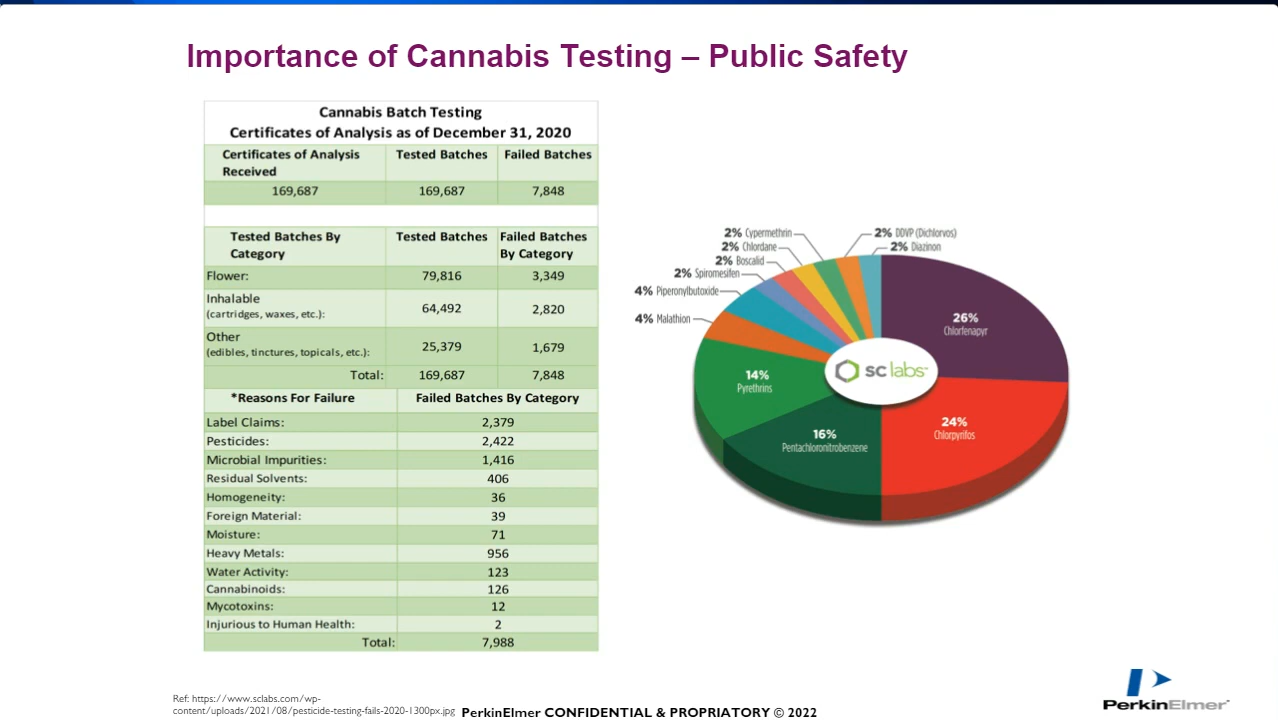 Importance of Cannabis Testing – Public Safety
Cannabis Batch Testing
Certificates of Analysis as of December 31, 2020
Certificates of Analysis Received Tested Batches Failed Batches
169,687 169,687 7,848
Tested Batches By Category Tested Batches Failed Batches By Category
Flower: 79,816 3,349
Inhalable (cartridges, waxes, etc.): 64,492 2,820
Other (edibles, tinctures, topicals, etc.): 25,379 1,679
Total: 169,687 7,848
*Reasons For Failure Failed Batches By Category
Label Claims: 2,379
Pesticides: 2,422
Microbial Impurities: 1,416
Residual Solvents: 406
Homogeneity: 36
Foreign Material: 39
Moisture: 71
Heavy Metals: 956
Water Activity: 123
Cannabinoids: 126
Mycotoxins: 12
Injurious to Human Health: 2
Total: 7,988
2% Cypermethrin
2% Chlordane
2% Boscalid
2% Spiromesifen
4% Piperonylbutoxide
4% Malathion
2% DDVP (Dichlorvos)
2% Diazinon
26%
Chlorfenapyr
14%
Pyrethrins
sc labs
24%
Chlorpyrifos
16%
Pentachloronitrobenzene
Ref: https://www.sclabs.com/wp-
content/uploads/2021/08/pesticide-testing-fails-2020-1300px.jpg
PerkinElmer CONFIDENTIAL & PROPRIATORY © 2022
PerkinElmer